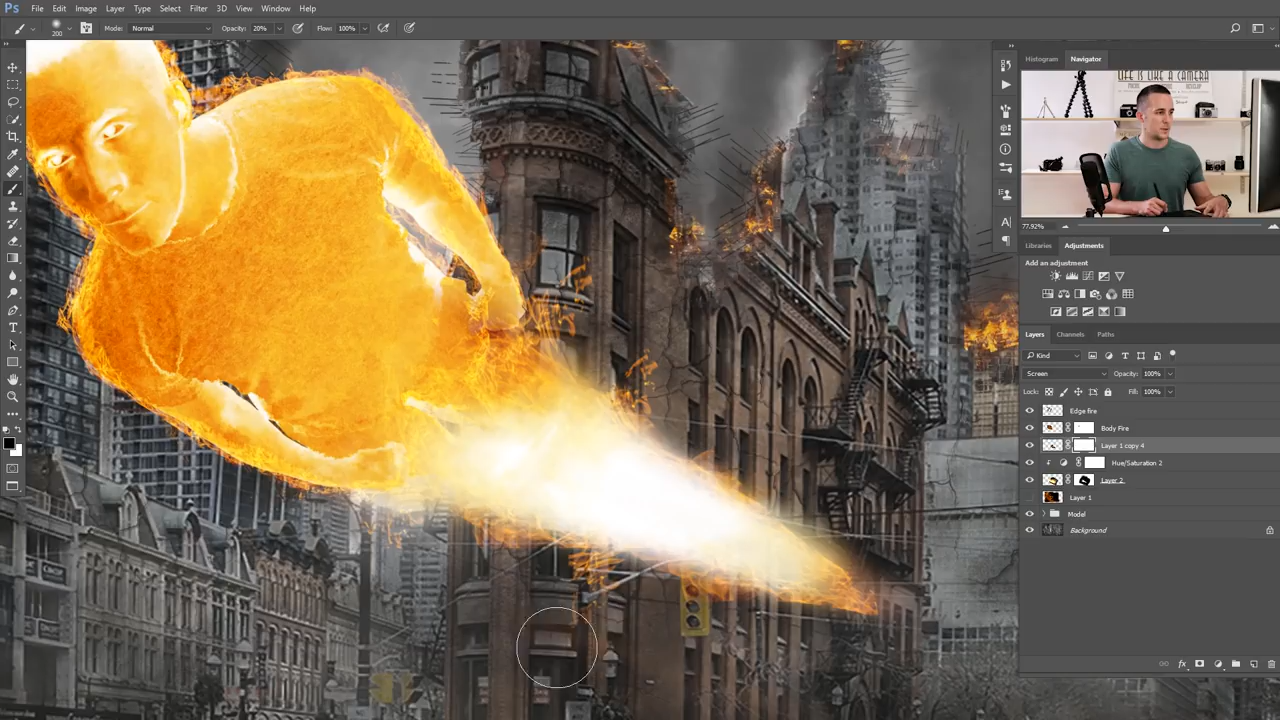 Ps File Edit Image Layer Type Select Filter 3D View Window Help
200 Mode: Normal Opacity: 20% Flow: 100%
Histogram Navigator
LIFE IS LIKE A CAMERA
77.92%
Libraries Adjustments
Add an adjustment
Layers Channels Paths
Kind
Screen Opacity: 100%
Lock: Fill: 100%
Edge fire
Body Fire
Layer 1 copy 4
Hue/Saturation 2
Layer 2
Layer 1
Model
Background